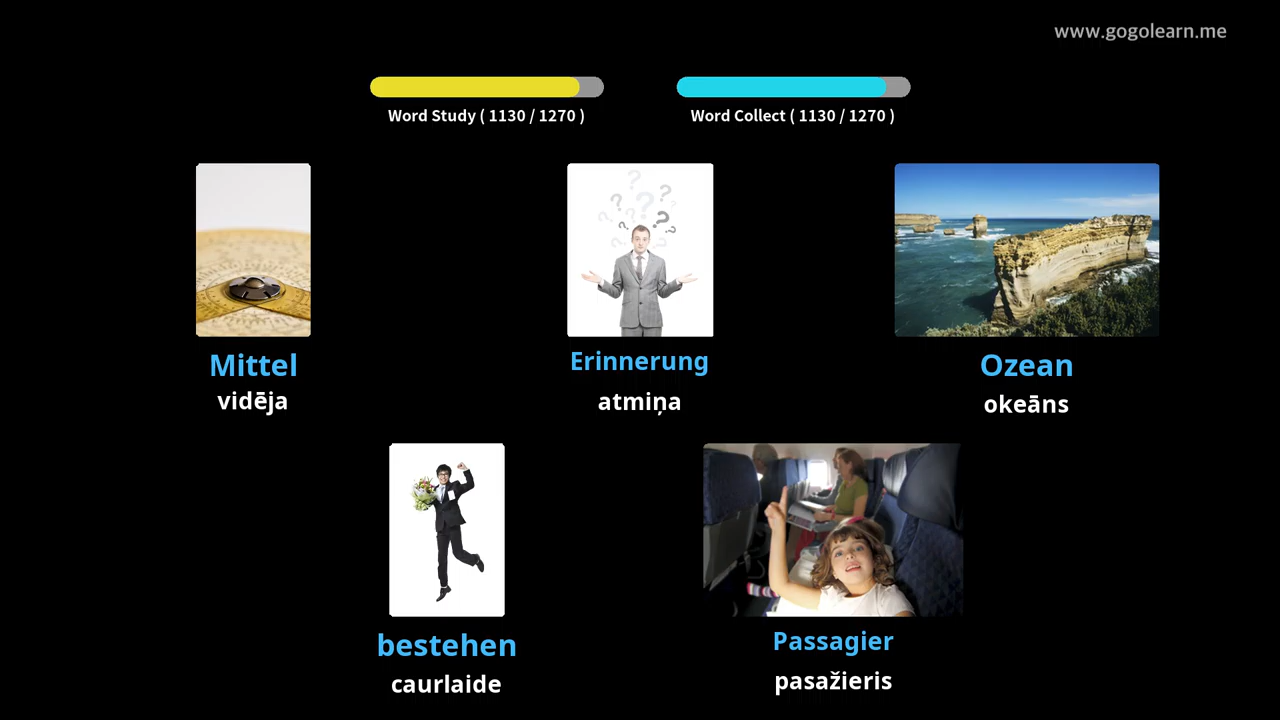 www.gogolearn.me
Word Study ( 1130 / 1270 )
Word Collect ( 1130 / 1270 )
Mittel
vidēja
Erinnerung
atmiņa
Ozean
okeāns
bestehen
caurlaide
Passagier
pasažieris